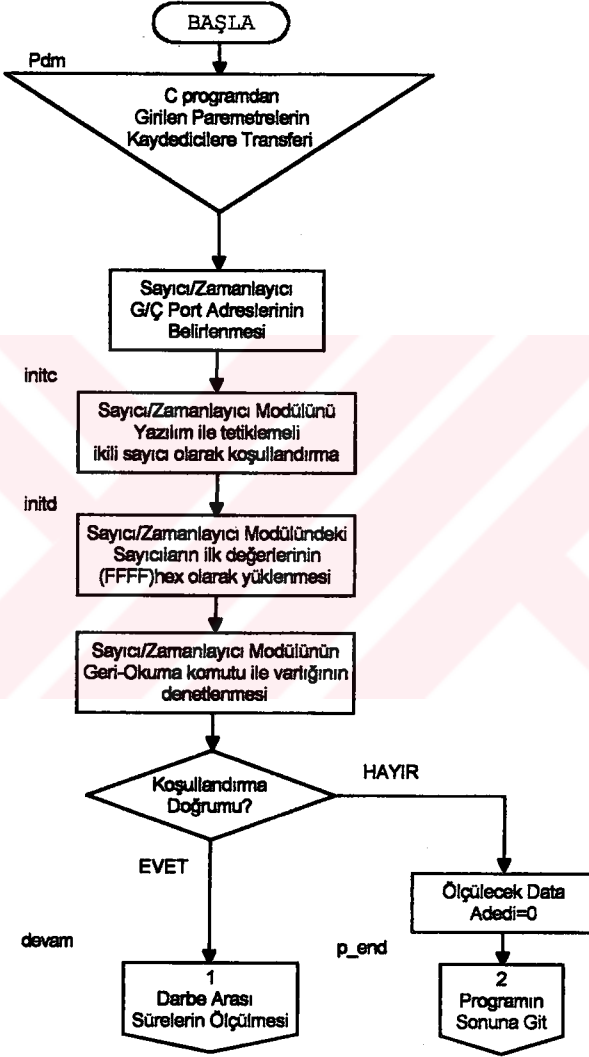 BAŞLA
Pdm
C programdan
Girilen Paremetrelerin
Kaydedicilere Transferi
Sayıcı/Zamanlayıcı
G/Ç Port Adreslerinin
Belirlenmesi
initc
Sayıcı/Zamanlayıcı Modülünü
Yazılım ile tetiklemeli
ikili sayıcı olarak koşullandırma
initd
Sayıcı/Zamanlayıcı Modülündeki
Sayıcıların ilk değerlerinin
(FFFF)hex olarak yüklenmesi
Sayıcı/Zamanlayıcı Modülünün
Geri-Okuma komutu ile varlığının
denetlenmesi
Koşullandırma
Doğrumu?
HAYIR
EVET
Ölçülecek Data
Adedi=0
devam
p_end
1
Darbe Arası
Sürelerin Ölçülmesi
2
Programın
Sonuna Git